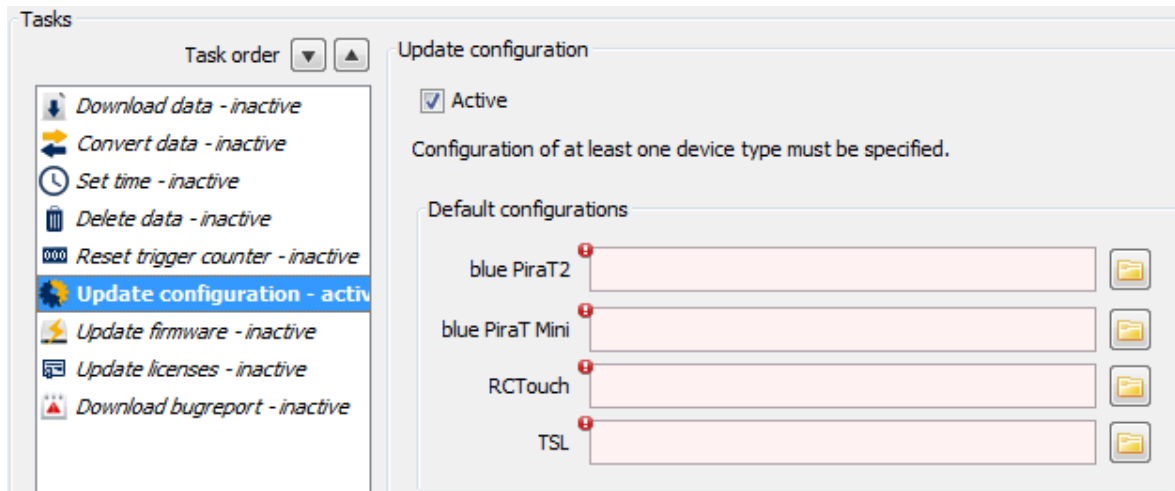 Tasks
Task order
Download data - inactive
Convert data - inactive
Set time - inactive
Delete data - inactive
000 Reset trigger counter - inactive
Update configuration - activ
Update firmware - inactive
Update licenses - inactive
Download bugreport - inactive
Update configuration
Active
Configuration of at least one device type must be specified.
Default configurations
blue PiraT2
blue PiraT Mini
RCTouch
TSL